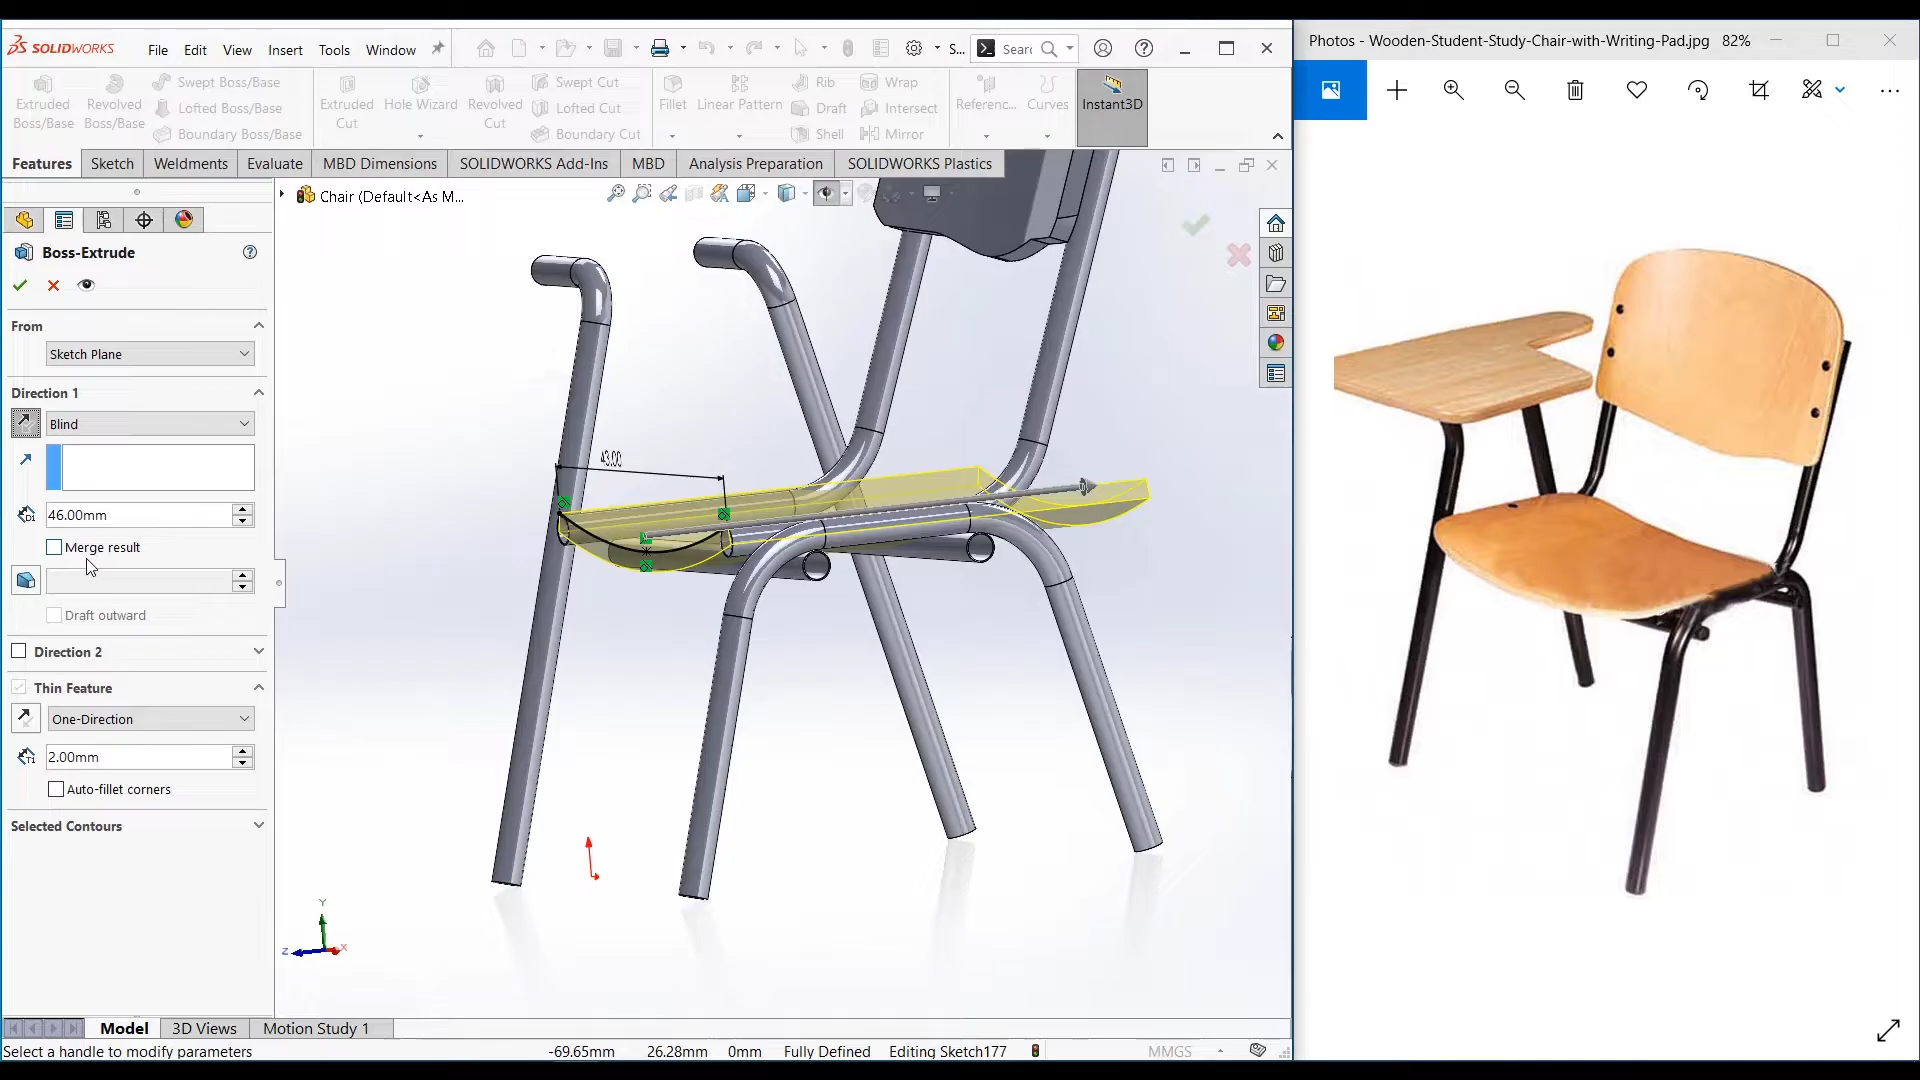 SOLIDWORKS File Edit View Insert Tools Window S... Sear
Photos - Wooden-Student-Study-Chair-with-Writing-Pad.jpg 82%
Extruded Boss/Base
Revolved Boss/Base
Swept Boss/Base
Lofted Boss/Base
Boundary Boss/Base
Extruded Cut
Hole Wizard
Revolved Cut
Swept Cut
Lofted Cut
Boundary Cut
Fillet
Linear Pattern
Rib
Draft
Shell
Wrap
Intersect
Mirror
Referenc...
Curves
Instant3D
Features Sketch Weldments Evaluate MBD Dimensions SOLIDWORKS Add-Ins MBD Analysis Preparation SOLIDWORKS Plastics
Chair (Default<As M...
Boss-Extrude
From
Sketch Plane
Direction 1
Blind
43.00
D1 46.00mm
Merge result
Draft outward
Direction 2
Thin Feature
One-Direction
T1 2.00mm
Auto-fillet corners
Selected Contours
Y
Z X
Model 3D Views Motion Study 1
Select a handle to modify parameters -69.65mm 26.28mm 0mm Fully Defined Editing Sketch177 MMGS